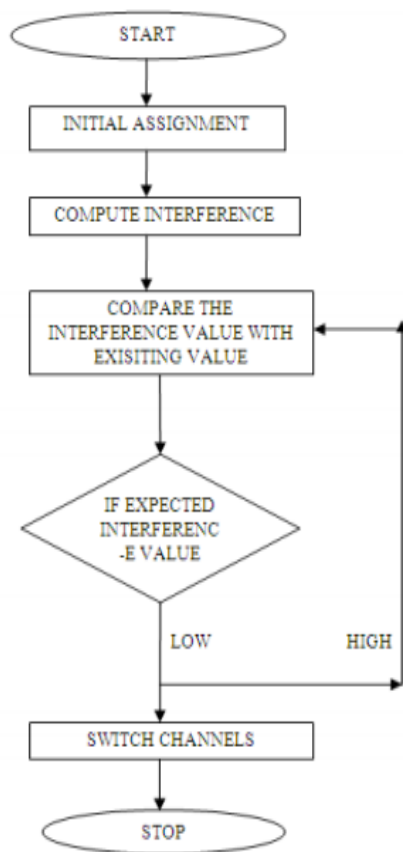 START
INITIAL ASSIGNMENT
COMPUTE INTERFERENCE
COMPARE THE
INTERFERENCE VALUE WITH
EXISITING VALUE
IF EXPECTED
INTERFERENC
-E VALUE
LOW
HIGH
SWITCH CHANNELS
STOP